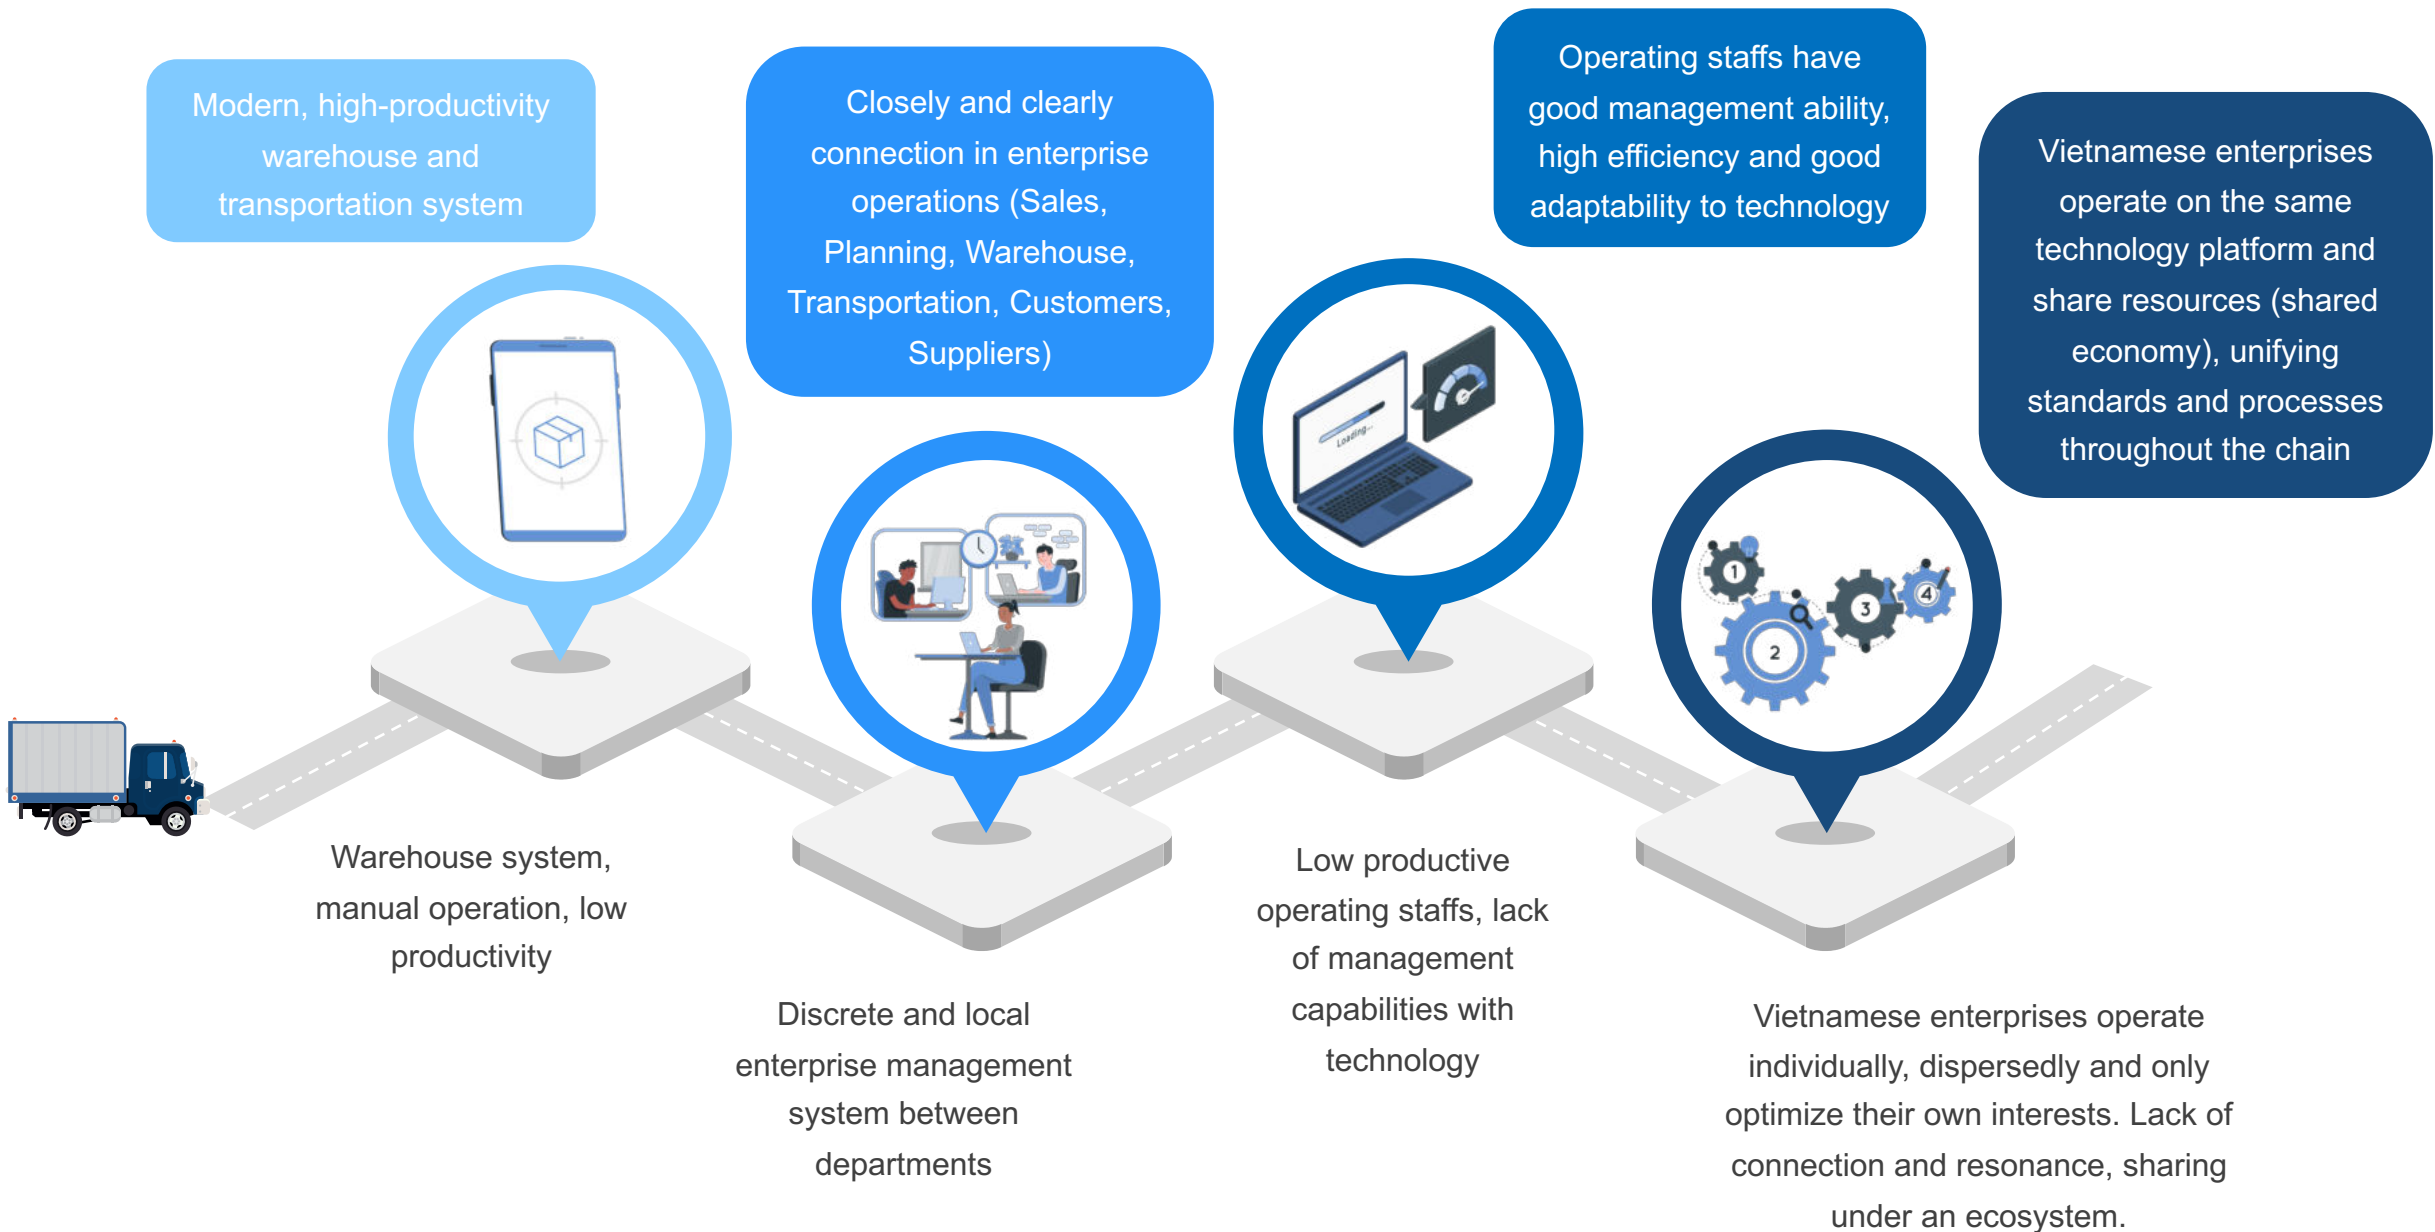 Modern, high-productivity
warehouse and
transportation system
Closely and clearly
connection in enterprise
operations (Sales,
Planning, Warehouse,
Transportation, Customers,
Suppliers)
Operating staffs have
good management ability,
high efficiency and good
adaptability to technology
Vietnamese enterprises
operate on the same
technology platform and
share resources (shared
economy), unifying
standards and processes
throughout the chain
Loading...
1
2
3
4
Warehouse system,
manual operation, low
productivity
Discrete and local
enterprise management
system between
departments
Low productive
operating staffs, lack
of management
capabilities with
technology
Vietnamese enterprises operate
individually, dispersedly and only
optimize their own interests. Lack of
connection and resonance, sharing
under an ecosystem.